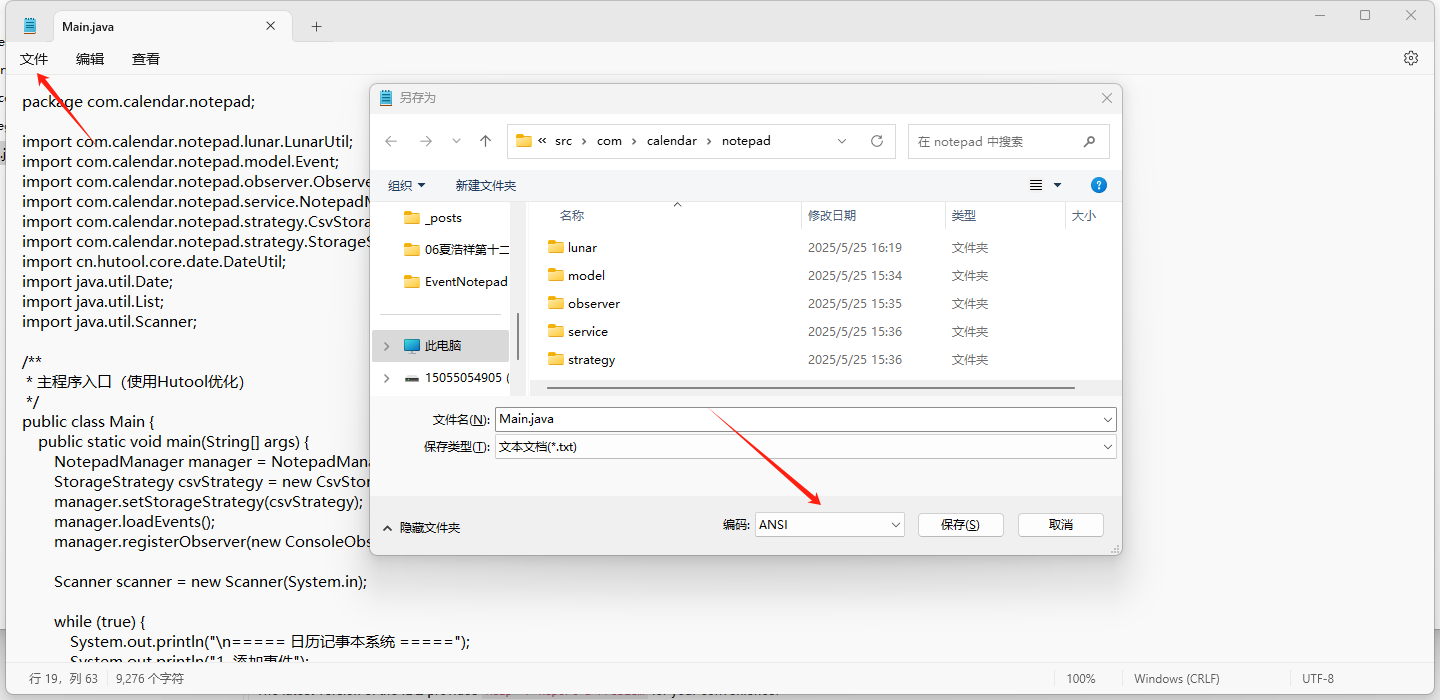 Main.java
文件 编辑 查看
package com.calendar.notepad;
import com.calendar.notepad.lunar.LunarUtil;
import com.calendar.notepad.model.Event;
import com.calendar.notepad.observer.Observe
import com.calendar.notepad.service.NotepadM
import com.calendar.notepad.strategy.CsvStora
import com.calendar.notepad.strategy.StorageS
import cn.hutool.core.date.DateUtil;
import java.util.Date;
import java.util.List;
import java.util.Scanner;
/**
* 主程序入口（使用Hutool优化）
*/
public class Main {
public static void main(String[] args) {
NotepadManager manager = NotepadMana
StorageStrategy csvStrategy = new CsvStor
manager.setStorageStrategy(csvStrategy);
manager.loadEvents();
manager.registerObserver(new ConsoleObs
Scanner scanner = new Scanner(System.in);
while (true) {
System.out.println("\n===== 日历记事本系统 =====");
System.out.println("1. 添加事件");
行 19，列 63 9,276 个字符 100% Windows (CRLF) UTF-8
另存为
« src › com › calendar › notepad
在 notepad 中搜索
组织 新建文件夹
_posts
06夏浩祥第十二
EventNotepad
此电脑
15055054905 (
名称 修改日期 类型 大小
lunar 2025/5/25 16:19 文件夹
model 2025/5/25 15:34 文件夹
observer 2025/5/25 15:35 文件夹
service 2025/5/25 15:36 文件夹
strategy 2025/5/25 15:36 文件夹
文件名(N): Main.java
保存类型(T): 文本文档(*.txt)
隐藏文件夹 编码: ANSI 保存(S) 取消